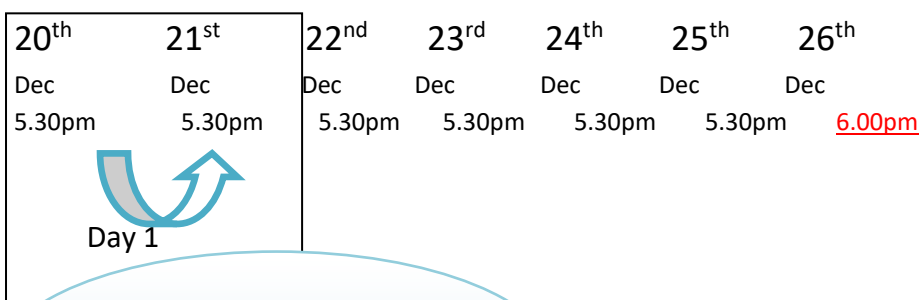 20th 21st 22nd 23rd 24th 25th 26th
Dec Dec Dec Dec Dec Dec Dec
5.30pm 5.30pm 5.30pm 5.30pm 5.30pm 5.30pm 6.00pm
Day 1